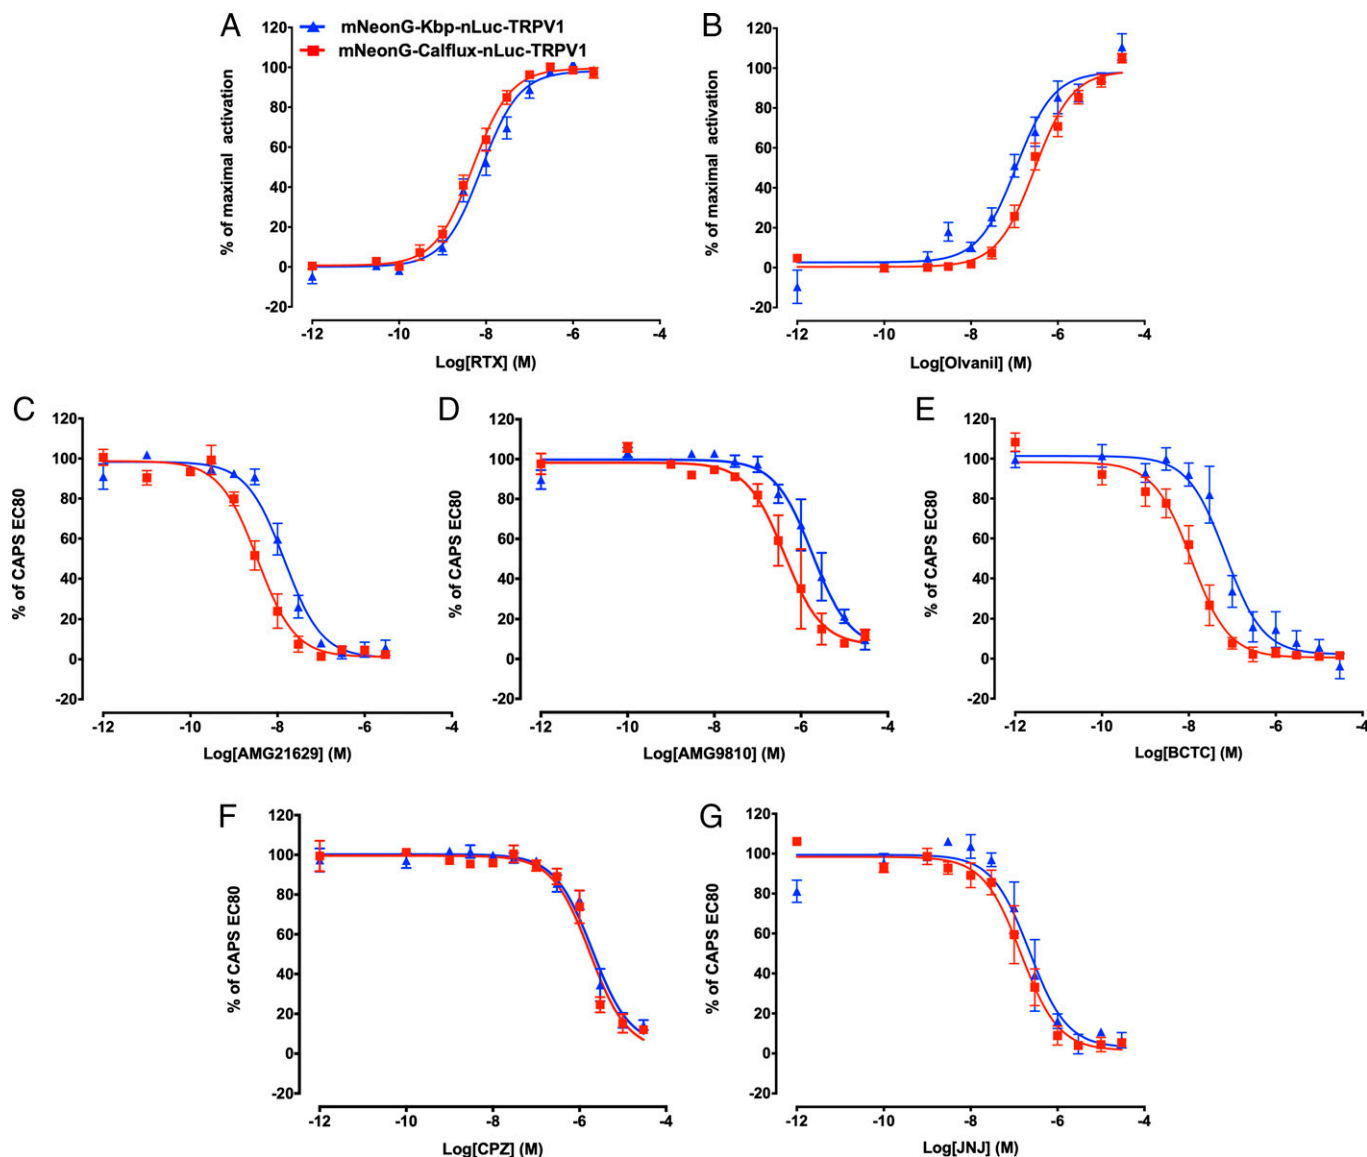 A
mNeonG-Kbp-nLuc-TRPV1
mNeonG-Calflux-nLuc-TRPV1
% of maximal activation
120
100
80
60
40
20
0
-20
-12 -10 -8 -6 -4
Log[RTX] (M)
B
% of maximal activation
120
100
80
60
40
20
0
-20
-12 -10 -8 -6 -4
Log[Olvanil] (M)
C
% of CAPS EC80
120
100
80
60
40
20
0
-20
-12 -10 -8 -6 -4
Log[AMG21629] (M)
D
% of CAPS EC80
120
100
80
60
40
20
0
-20
-12 -10 -8 -6 -4
Log[AMG9810] (M)
E
% of CAPS EC80
120
100
80
60
40
20
0
-20
-12 -10 -8 -6 -4
Log[BCTC] (M)
F
% of CAPS EC80
120
100
80
60
40
20
0
-20
-12 -10 -8 -6 -4
Log[CPZ] (M)
G
% of CAPS EC80
120
100
80
60
40
20
0
-20
-12 -10 -8 -6 -4
Log[JNJ] (M)